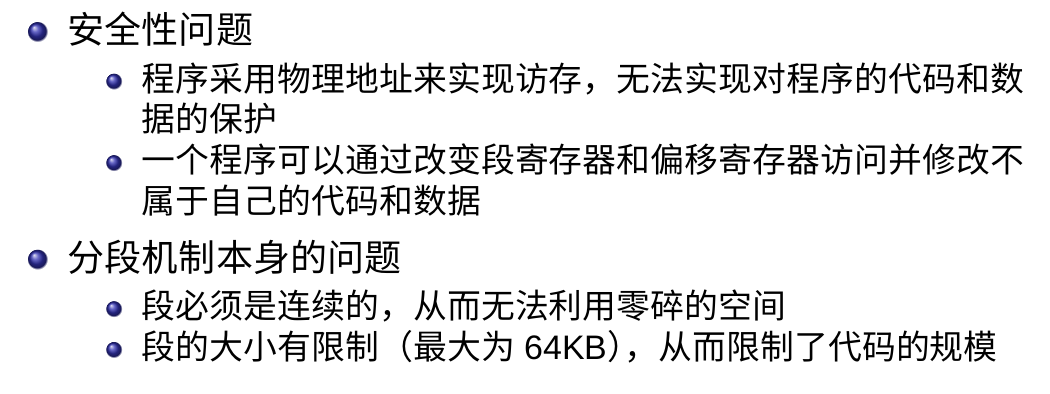 安全性问题
程序采用物理地址来实现访存，无法实现对程序的代码和数
据的保护
一个程序可以通过改变段寄存器和偏移寄存器访问并修改不
属于自己的代码和数据
分段机制本身的问题
段必须是连续的，从而无法利用零碎的空间
段的大小有限制（最大为 64KB），从而限制了代码的规模